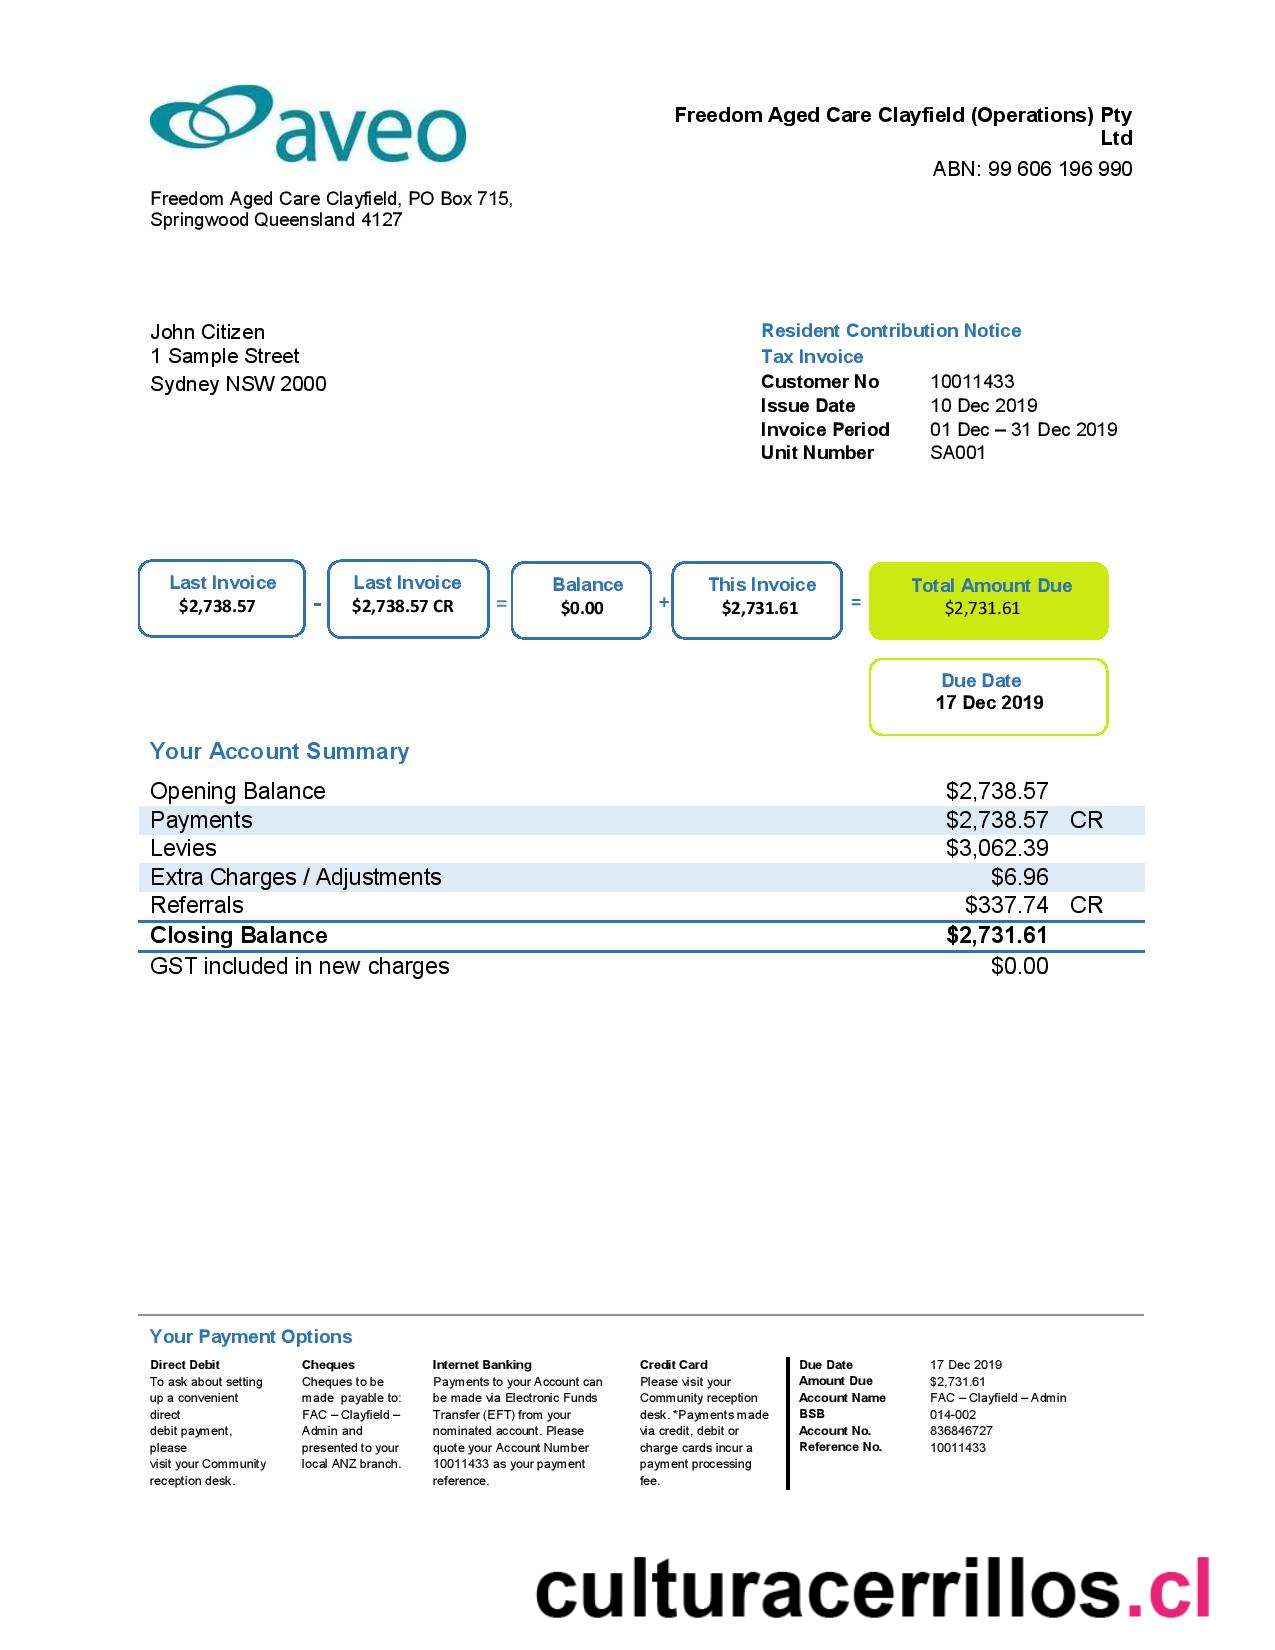 aveo
Freedom Aged Care Clayfield (Operations) Pty
Ltd
ABN: 99 606 196 990
Freedom Aged Care Clayfield, PO Box 715,
Springwood Queensland 4127
John Citizen
1 Sample Street
Sydney NSW 2000
Resident Contribution Notice
Tax Invoice
Customer No 10011433
Issue Date 10 Dec 2019
Invoice Period 01 Dec – 31 Dec 2019
Unit Number SA001
Last Invoice
$2,738.57
-
Last Invoice
$2,738.57 CR
=
Balance
$0.00
+
This Invoice
$2,731.61
=
Total Amount Due
$2,731.61
Due Date
17 Dec 2019
Your Account Summary
Opening Balance $2,738.57
Payments $2,738.57 CR
Levies $3,062.39
Extra Charges / Adjustments $6.96
Referrals $337.74 CR
Closing Balance $2,731.61
GST included in new charges $0.00
Your Payment Options
Direct Debit
To ask about setting
up a convenient
direct
debit payment,
please
visit your Community
reception desk.
Cheques
Cheques to be
made payable to:
FAC – Clayfield –
Admin and
presented to your
local ANZ branch.
Internet Banking
Payments to your Account can
be made via Electronic Funds
Transfer (EFT) from your
nominated account. Please
quote your Account Number
10011433 as your payment
reference.
Credit Card
Please visit your
Community reception
desk. *Payments made
via credit, debit or
charge cards incur a
payment processing
fee.
Due Date 17 Dec 2019
Amount Due $2,731.61
Account Name FAC – Clayfield – Admin
BSB 014-002
Account No. 836846727
Reference No. 10011433
culturacerrillos.cl